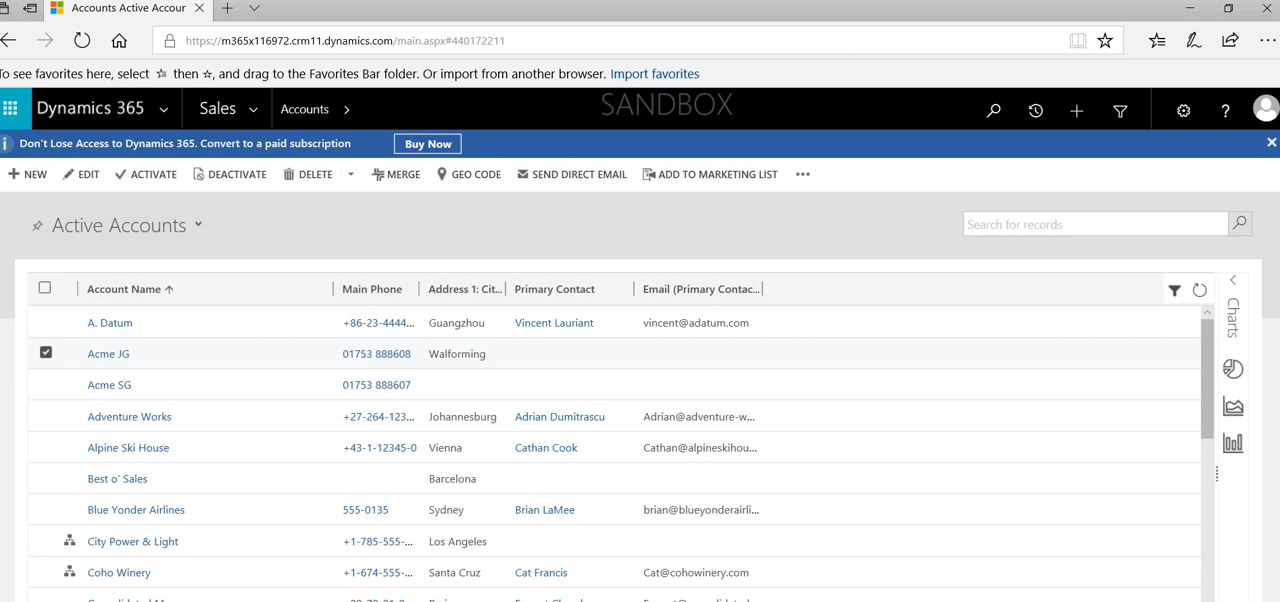 Accounts Active Accour
https://m365x116972.crm11.dynamics.com/main.aspx#440172211
To see favorites here, select then ☆, and drag to the Favorites Bar folder. Or import from another browser. Import favorites
Dynamics 365 Sales Accounts SANDBOX
Don't Lose Access to Dynamics 365. Convert to a paid subscription Buy Now
NEW EDIT ACTIVATE DEACTIVATE DELETE MERGE GEO CODE SEND DIRECT EMAIL ADD TO MARKETING LIST
Active Accounts Search for records
Account Name Main Phone Address 1: Cit... Primary Contact Email (Primary Contac...
Charts
A. Datum +86-23-4444... Guangzhou Vincent Lauriant vincent@adatum.com
Acme JG 01753 888608 Walforming
Acme SG 01753 888607
Adventure Works +27-264-123... Johannesburg Adrian Dumitrascu Adrian@adventure-w...
Alpine Ski House +43-1-12345-0 Vienna Cathan Cook Cathan@alpineskihou...
Best o' Sales Barcelona
Blue Yonder Airlines 555-0135 Sydney Brian LaMee brian@blueyonderairli...
City Power & Light +1-785-555-... Los Angeles
Coho Winery +1-674-555-... Santa Cruz Cat Francis Cat@cohowinery.com